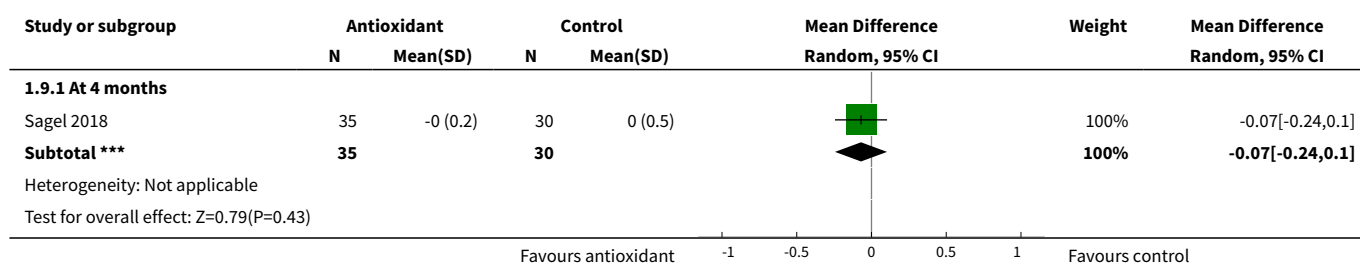 Study or subgroup Antioxidant Control Mean Difference Weight Mean Difference
N Mean(SD) N Mean(SD) Random, 95% CI Random, 95% CI
1.9.1 At 4 months
Sagel 2018 35 -0 (0.2) 30 0 (0.5) 100% -0.07[-0.24,0.1]
Subtotal *** 35 30 100% -0.07[-0.24,0.1]
Heterogeneity: Not applicable
Test for overall effect: Z=0.79(P=0.43)
Favours antioxidant -1 -0.5 0 0.5 1 Favours control